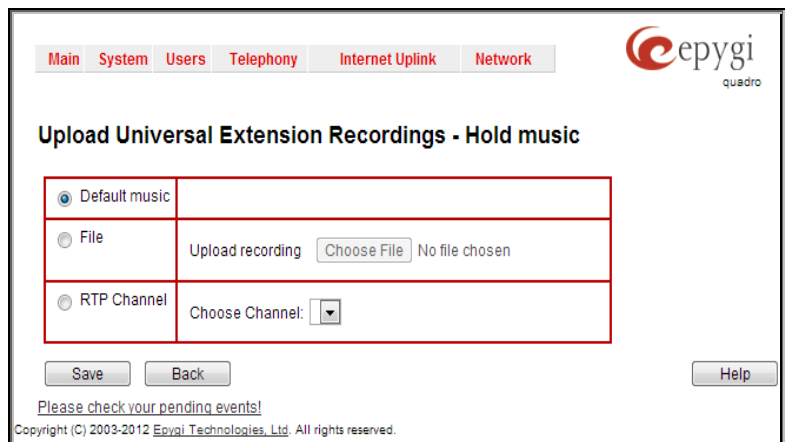 Main System Users Telephony Internet Uplink Network
epygi
quadro
Upload Universal Extension Recordings - Hold music
Default music
File
Upload recording Choose File No file chosen
RTP Channel
Choose Channel:
Save Back Help
Please check your pending events!
Copyright (C) 2003-2012 Epygi Technologies, Ltd. All rights reserved.